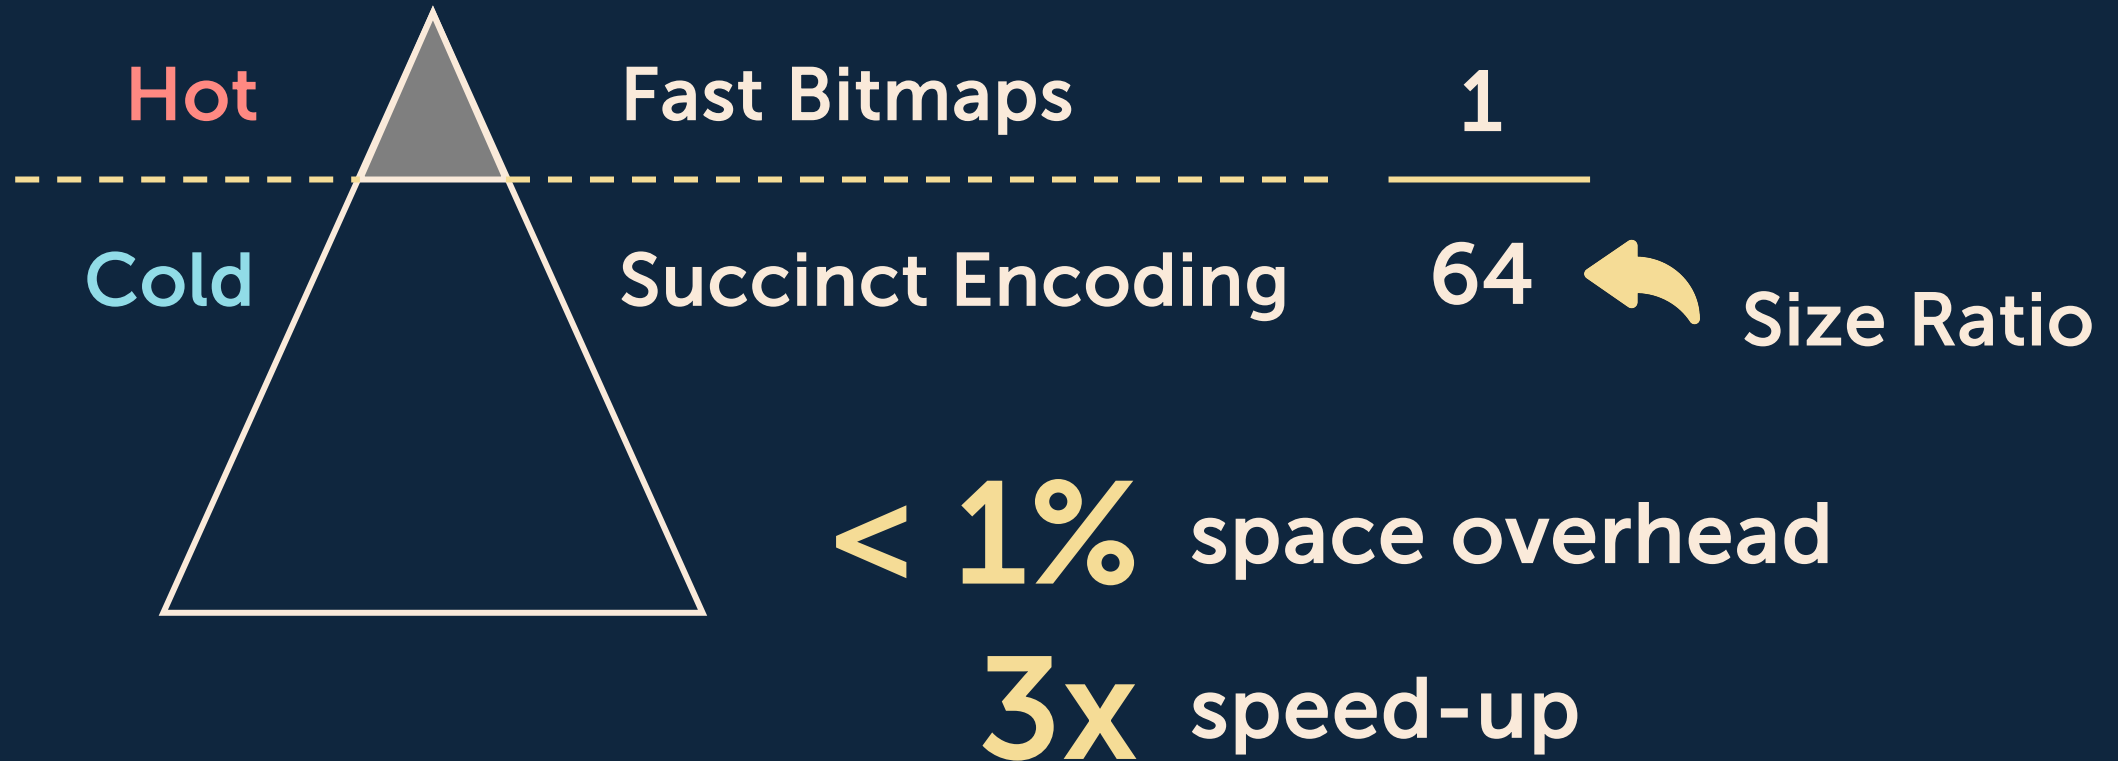 Hot Fast Bitmaps 1
Cold Succinct Encoding 64
Size Ratio
< 1% space overhead
3x speed-up